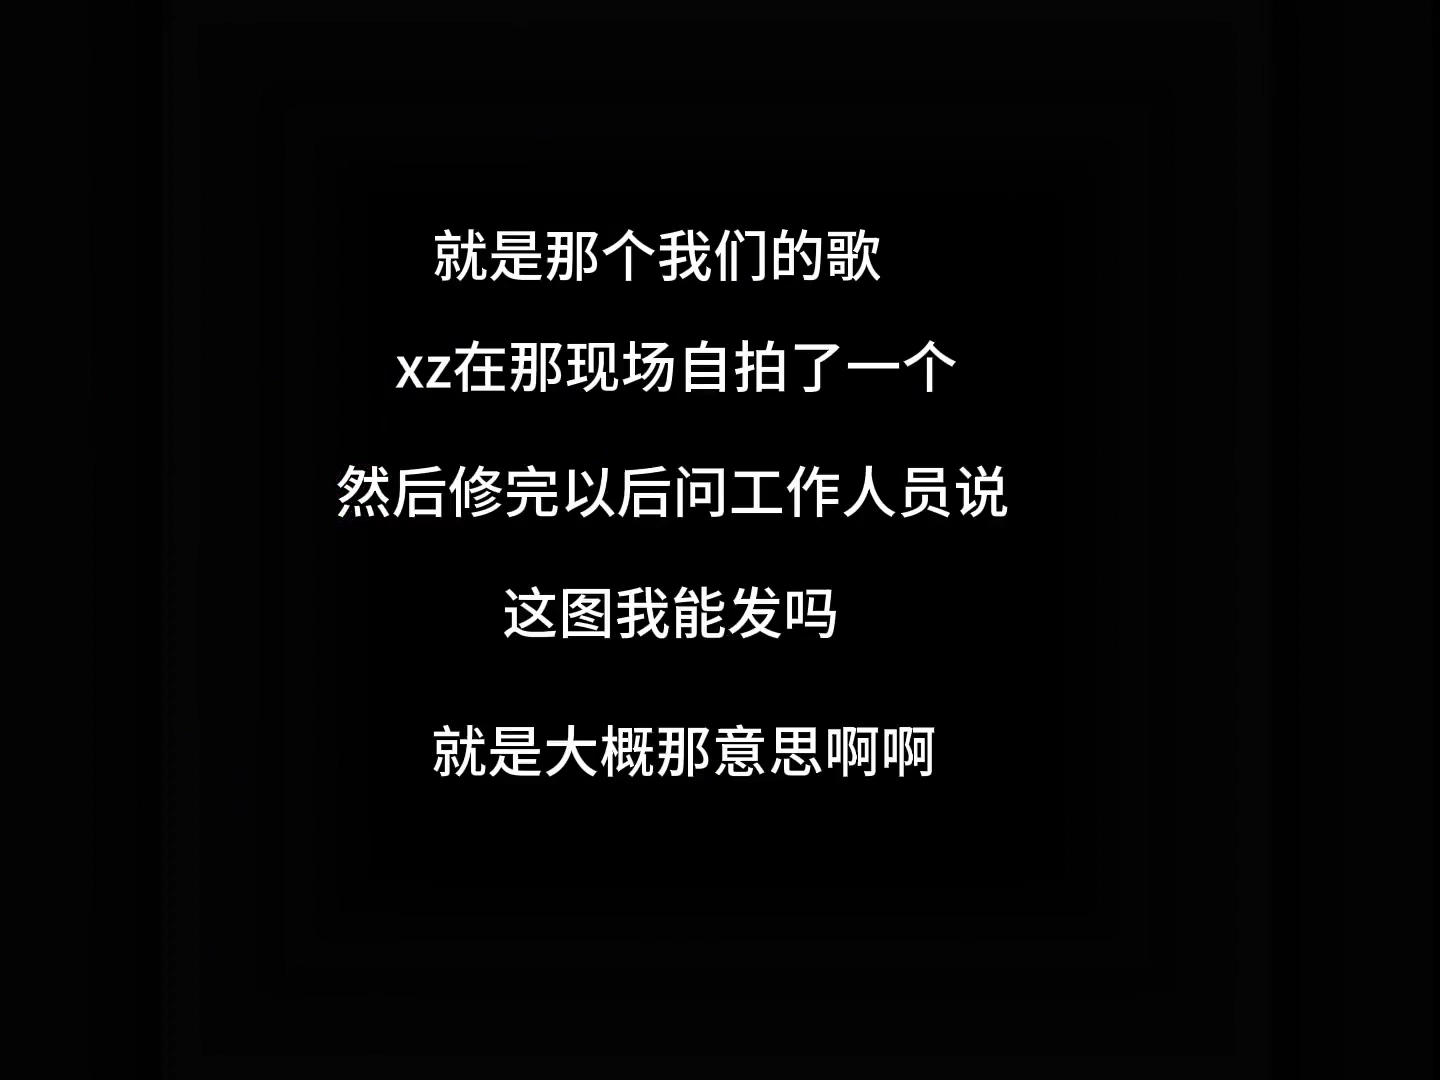 就是那个我们的歌
xz在那现场自拍了一个
然后修完以后问工作人员说
这图我能发吗
就是大概那意思啊啊